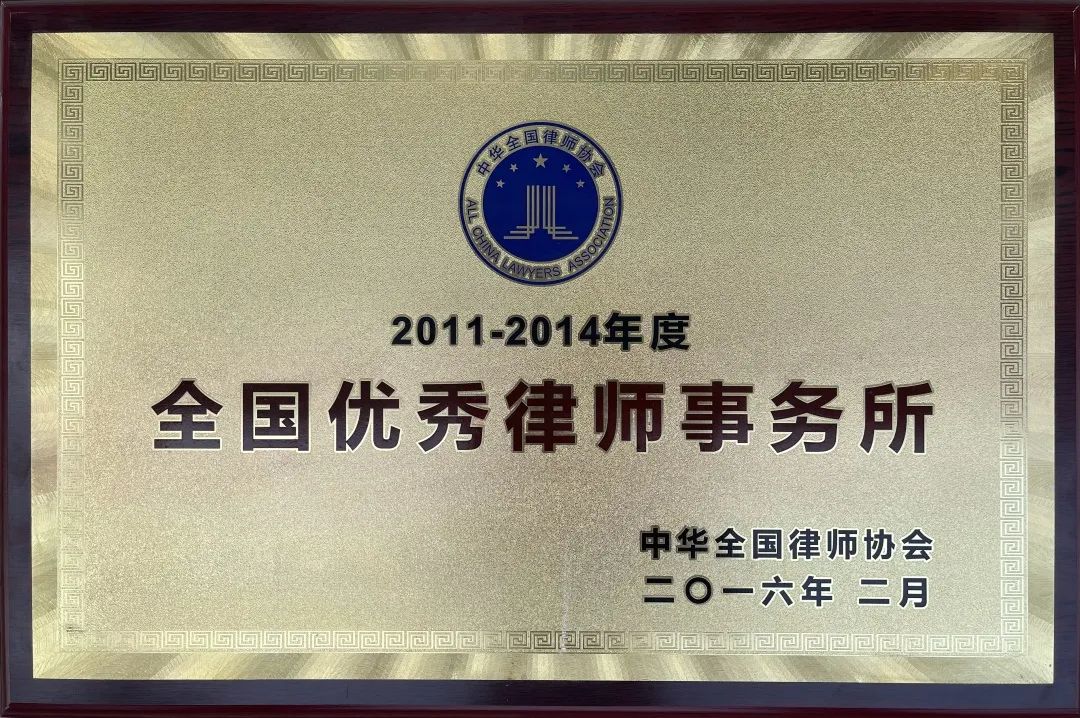 中华全国律师协会
ALL CHINA LAWYERS ASSOCIATION
2011-2014年度
全国优秀律师事务所
中华全国律师协会
二〇一六年 二月